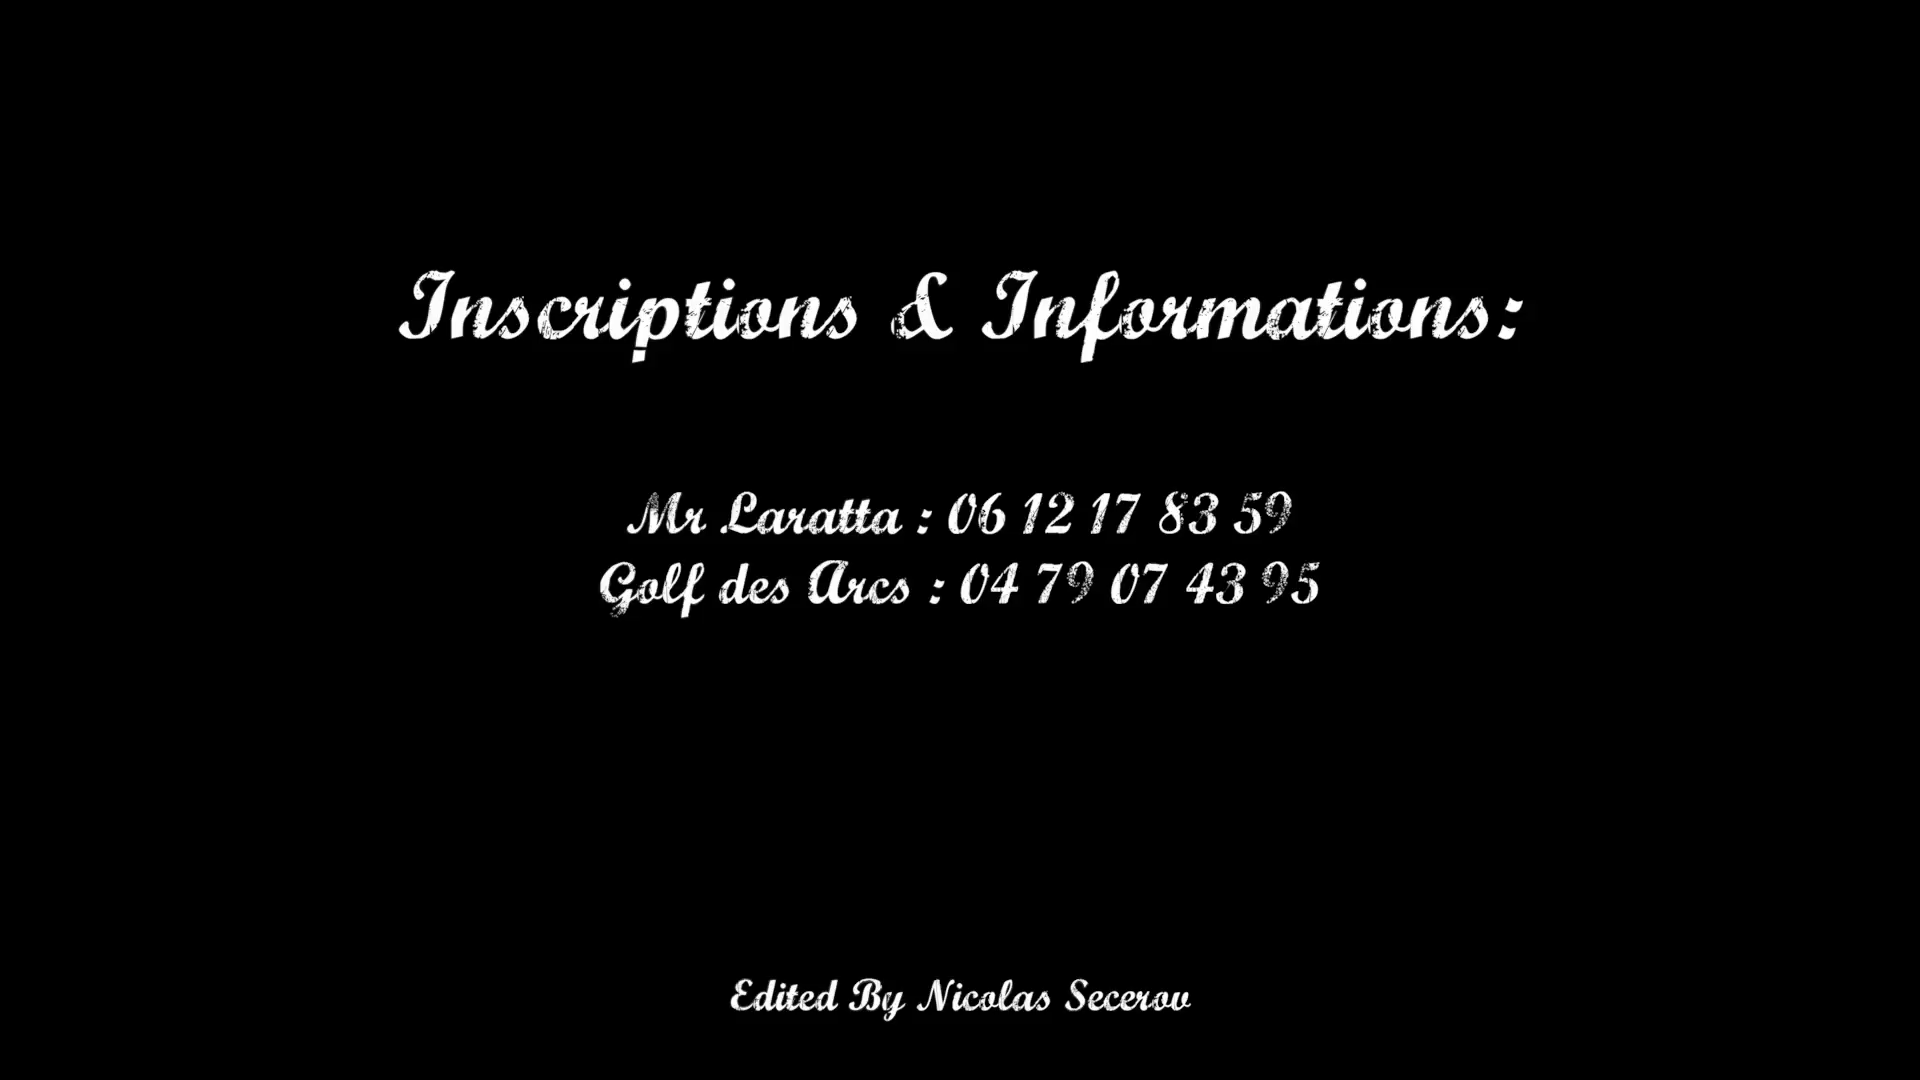 Inscriptions & Informations:
Mr Laratta : 06 12 17 83 59
Golf des Arcs : 04 79 07 43 95
Edited By Nicolas Secerov